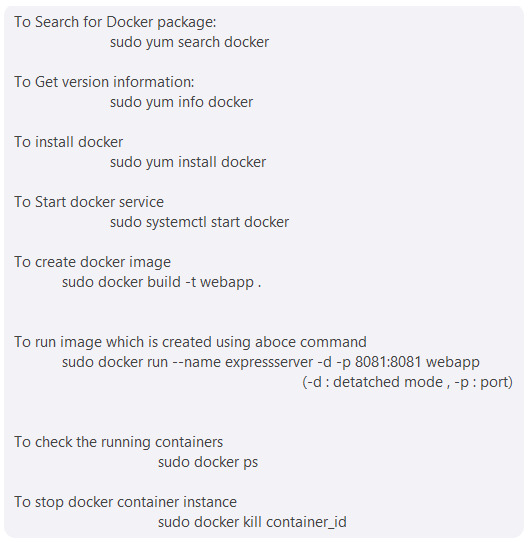 To Search for Docker package:
sudo yum search docker
To Get version information:
sudo yum info docker
To install docker
sudo yum install docker
To Start docker service
sudo systemctl start docker
To create docker image
sudo docker build -t webapp .
To run image which is created using aboce command
sudo docker run --name expressserver -d -p 8081:8081 webapp
(-d : detatched mode , -p : port)
To check the running containers
sudo docker ps
To stop docker container instance
sudo docker kill container_id